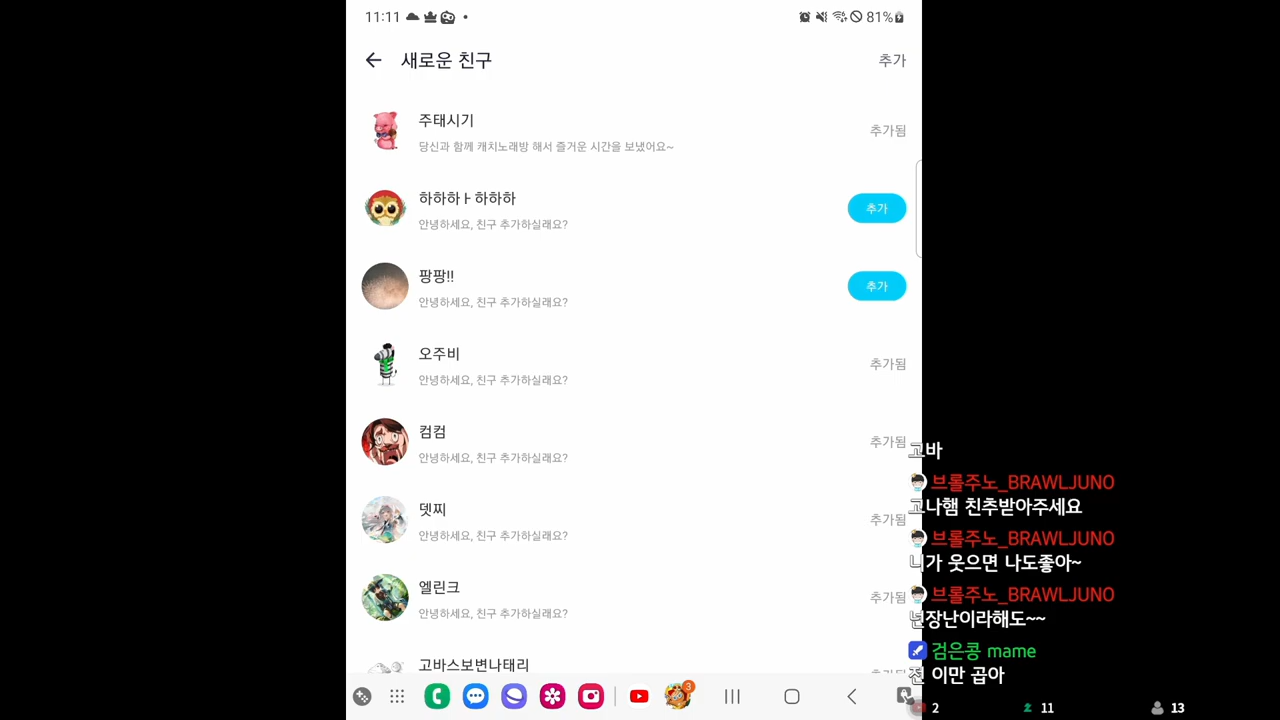 11:11
81%
새로운 친구
추가
주태시기
추가됨
당신과 함께 캐치노래방 해서 즐거운 시간을 보냈어요~
하하하ㅏ하하하
추가
안녕하세요, 친구 추가하실래요?
팡팡!!
추가
안녕하세요, 친구 추가하실래요?
오주비
추가됨
안녕하세요, 친구 추가하실래요?
컴컴
추가됨
안녕하세요, 친구 추가하실래요?
뎃찌
추가됨
안녕하세요, 친구 추가하실래요?
엘린크
추가됨
안녕하세요, 친구 추가하실래요?
고바스보변나태리
고바
브롤주노_BRAWLJUNO
고나햄 친추받아주세요
브롤주노_BRAWLJUNO
니가 웃으면 나도좋아~
브롤주노_BRAWLJUNO
넌장난이라해도~~
검은콩 mame
전 이만 곱아
3
2
11
13